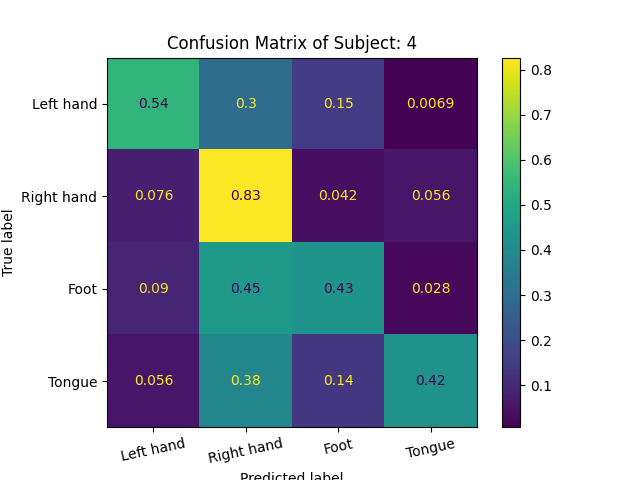 Confusion Matrix of Subject: 4
Left hand 0.54 0.3 0.15 0.0069
Right hand 0.076 0.83 0.042 0.056
Foot 0.09 0.45 0.43 0.028
Tongue 0.056 0.38 0.14 0.42
Left hand Right hand Foot Tongue
Predicted label
True label
0.8
0.7
0.6
0.5
0.4
0.3
0.2
0.1